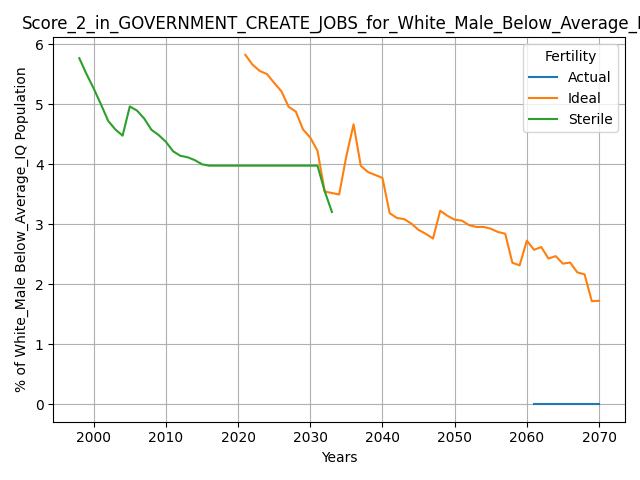 Score_2_in_GOVERNMENT_CREATE_JOBS_for_White_Male_Below_Average_I
% of White_Male Below_Average_IQ Population
6
5
4
3
2
1
0
Fertility
Actual
Ideal
Sterile
2000 2010 2020 2030 2040 2050 2060 2070
Years